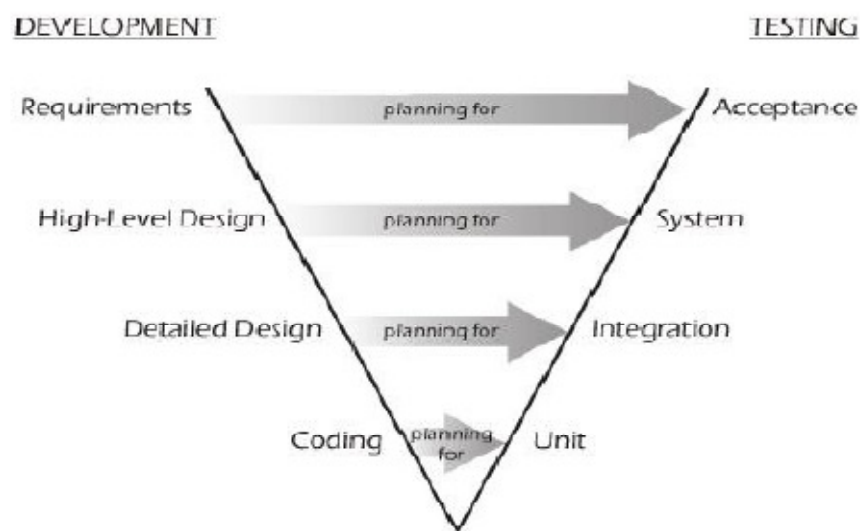 DEVELOPMENT TESTING
Requirements planning for Acceptance
High-Level Design planning for System
Detailed Design planning for Integration
Coding planning for Unit